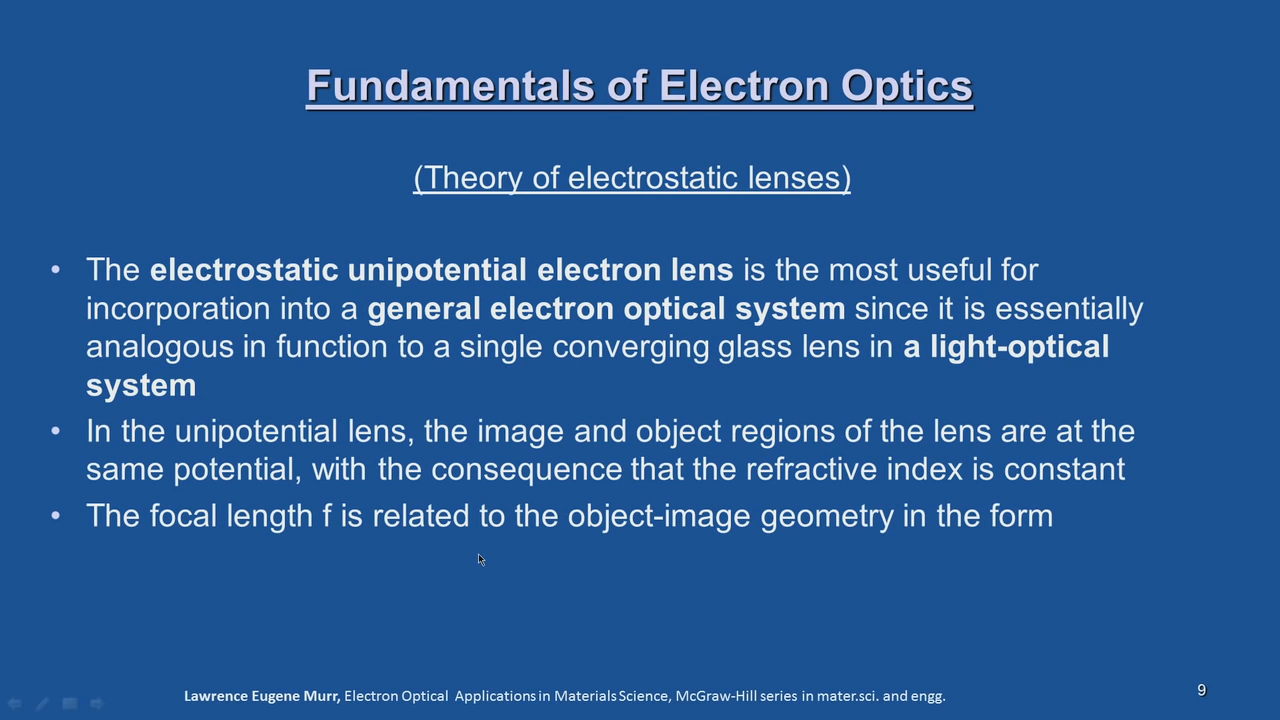 Fundamentals of Electron Optics
(Theory of electrostatic lenses)
• The electrostatic unipotential electron lens is the most useful for
incorporation into a general electron optical system since it is essentially
analogous in function to a single converging glass lens in a light-optical
system
• In the unipotential lens, the image and object regions of the lens are at the
same potential, with the consequence that the refractive index is constant
• The focal length f is related to the object-image geometry in the form
Lawrence Eugene Murr, Electron Optical Applications in Materials Science, McGraw-Hill series in mater.sci. and engg.
9